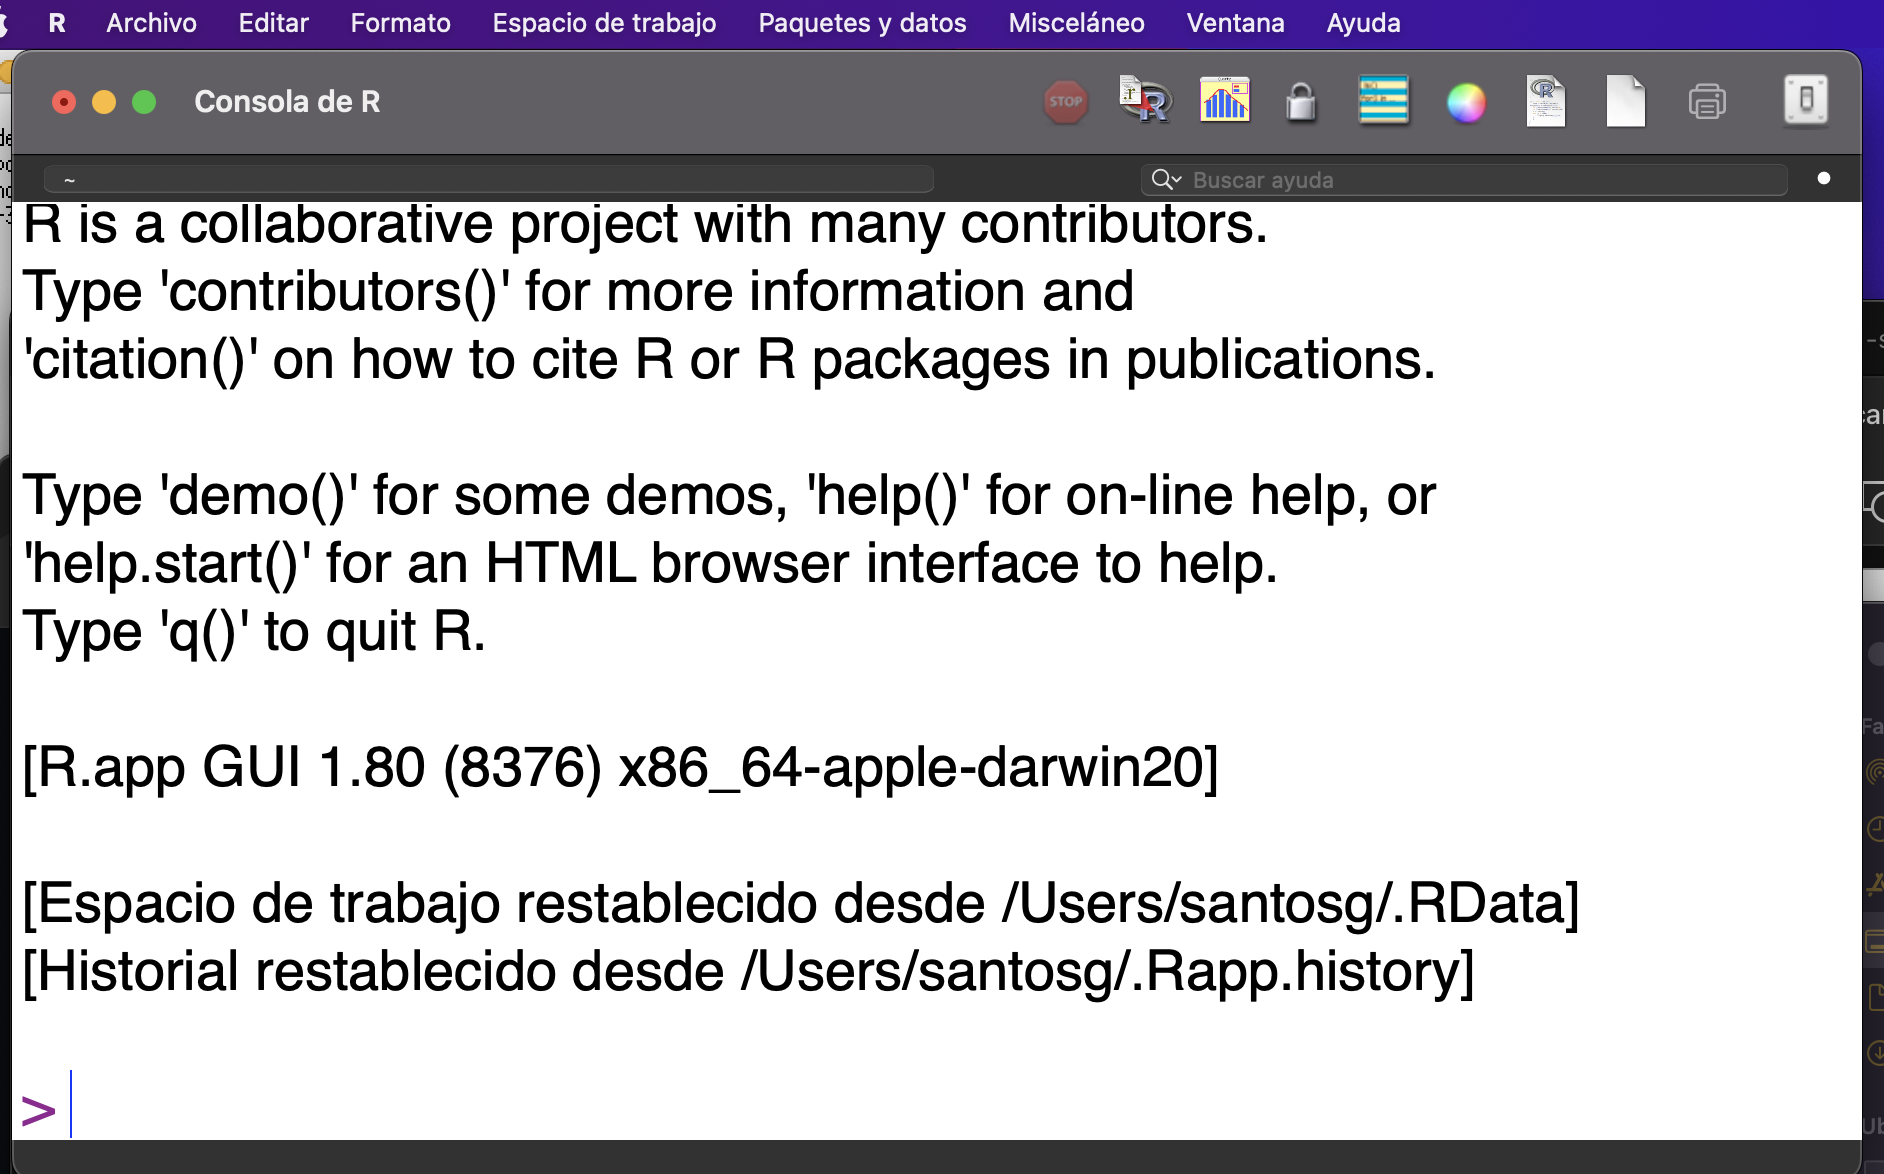 R Archivo Editar Formato Espacio de trabajo Paquetes y datos Misceláneo Ventana Ayuda
Consola de R
STOP
~
Buscar ayuda
R is a collaborative project with many contributors.
Type 'contributors()' for more information and
'citation()' on how to cite R or R packages in publications.
Type 'demo()' for some demos, 'help()' for on-line help, or
'help.start()' for an HTML browser interface to help.
Type 'q()' to quit R.
[R.app GUI 1.80 (8376) x86_64-apple-darwin20]
[Espacio de trabajo restablecido desde /Users/santosg/.RData]
[Historial restablecido desde /Users/santosg/.Rapp.history]
>